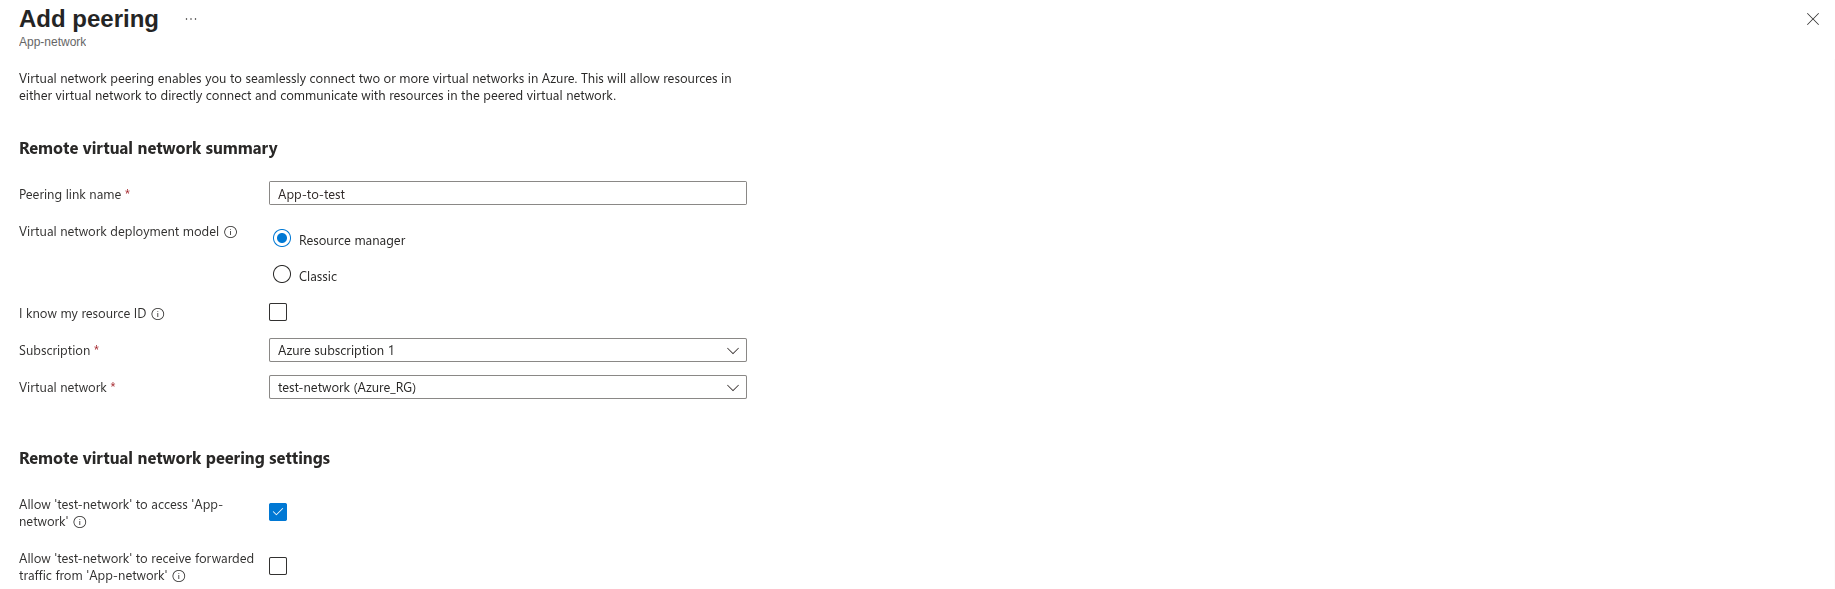 Add peering ...
App-network
Virtual network peering enables you to seamlessly connect two or more virtual networks in Azure. This will allow resources in
either virtual network to directly connect and communicate with resources in the peered virtual network.
Remote virtual network summary
Peering link name * App-to-test
Virtual network deployment model
Resource manager
Classic
I know my resource ID
Subscription * Azure subscription 1
Virtual network * test-network (Azure_RG)
Remote virtual network peering settings
Allow 'test-network' to access 'App-
network'
Allow 'test-network' to receive forwarded
traffic from 'App-network'